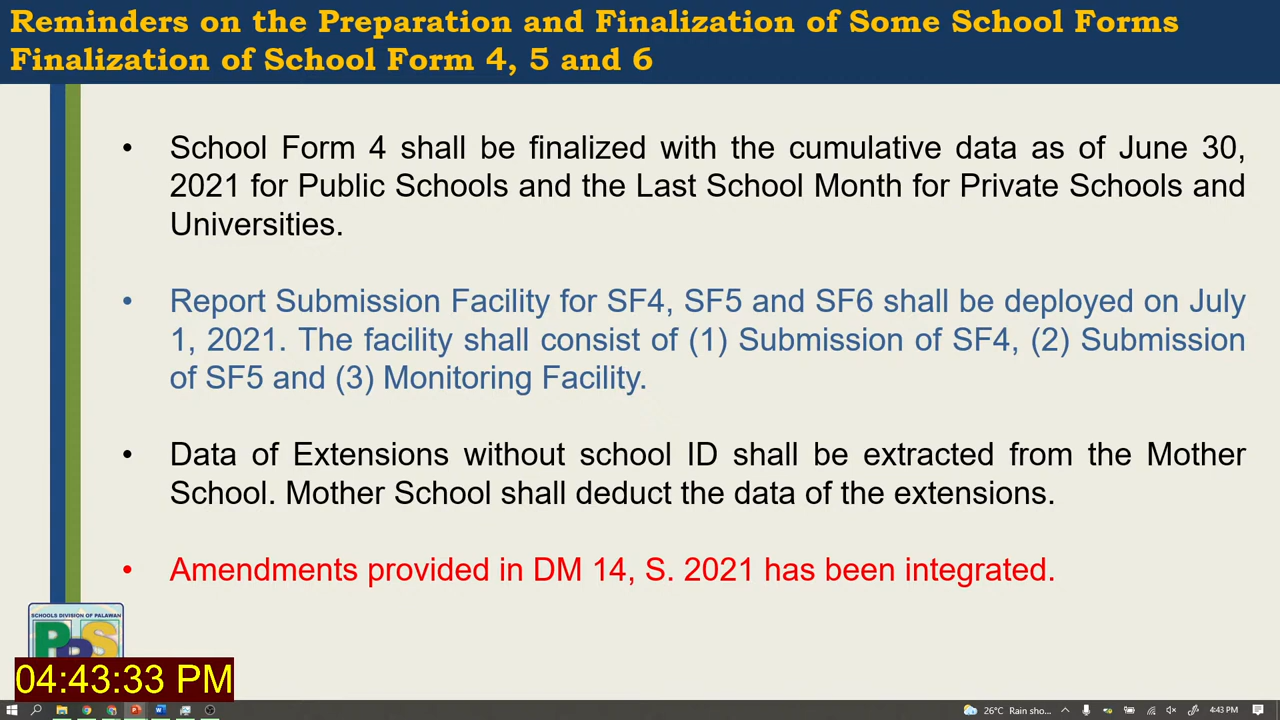 Reminders on the Preparation and Finalization of Some School Forms
Finalization of School Form 4, 5 and 6
• School Form 4 shall be finalized with the cumulative data as of June 30,
2021 for Public Schools and the Last School Month for Private Schools and
Universities.
• Report Submission Facility for SF4, SF5 and SF6 shall be deployed on July
1, 2021. The facility shall consist of (1) Submission of SF4, (2) Submission
of SF5 and (3) Monitoring Facility.
• Data of Extensions without school ID shall be extracted from the Mother
School. Mother School shall deduct the data of the extensions.
• Amendments provided in DM 14, S. 2021 has been integrated.
SCHOOLS DIVISION OF PALAWAN
PDS
04:43:33 PM
26°C Rain sho... 4:43 PM